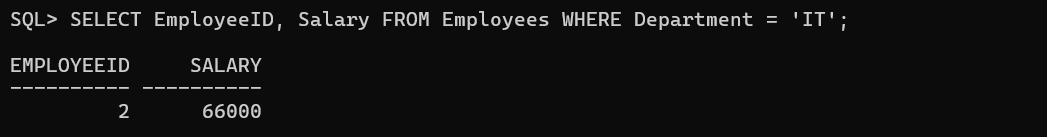 SQL> SELECT EmployeeID, Salary FROM Employees WHERE Department = 'IT';
EMPLOYEEID     SALARY
---------- ----------
         2      66000